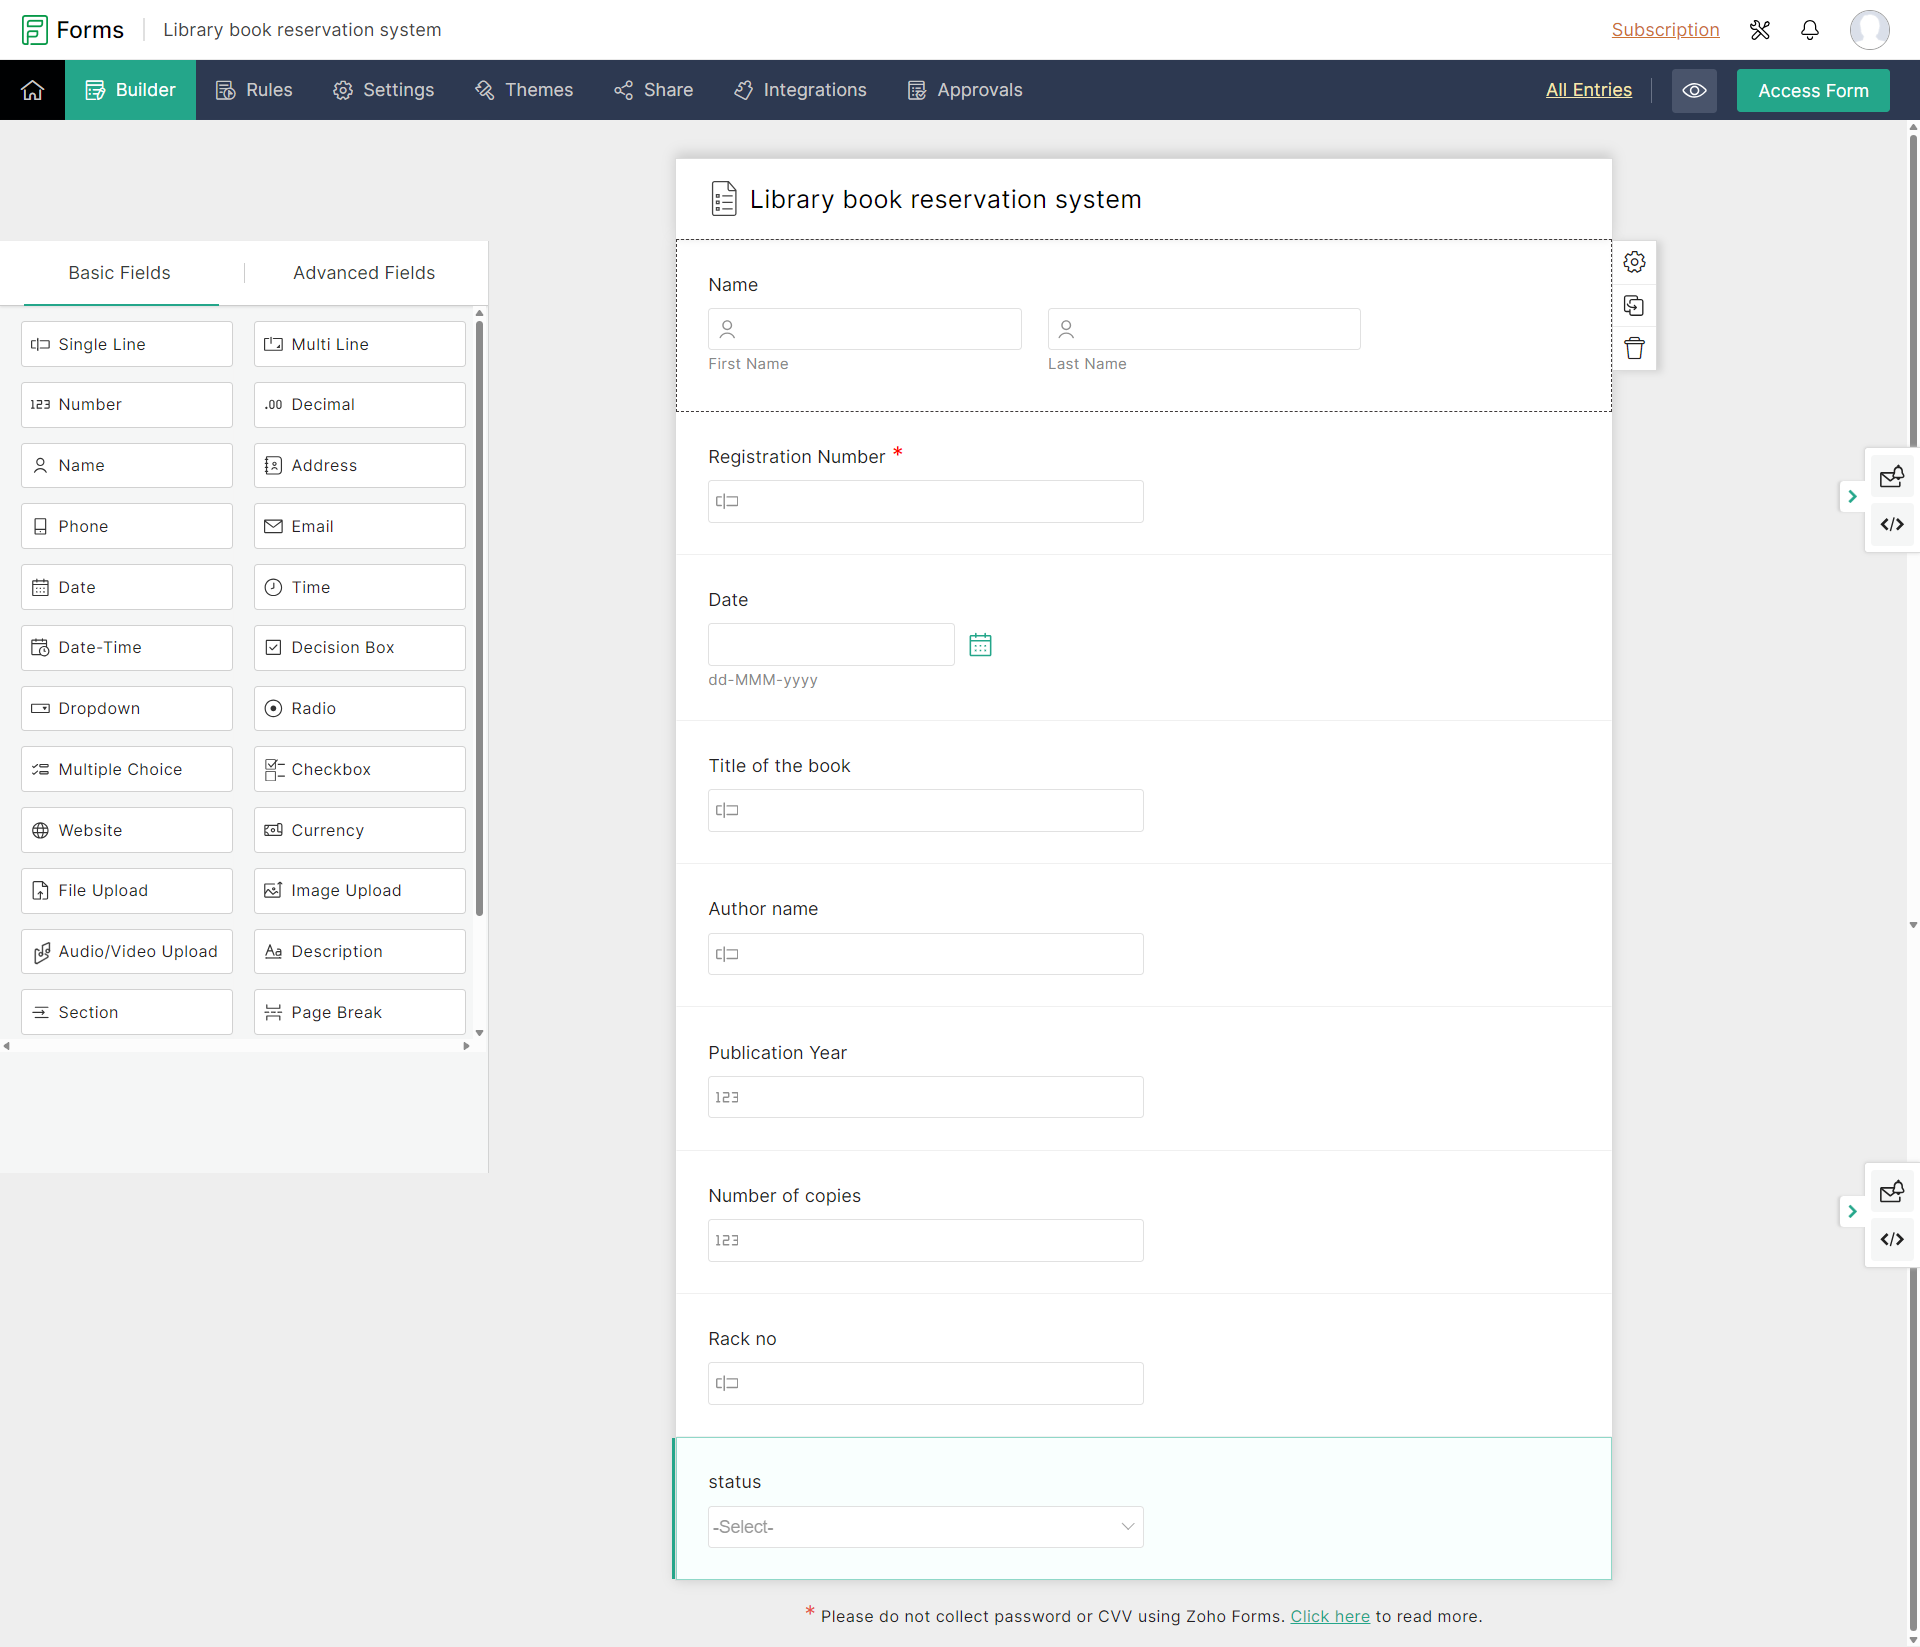 Forms
Library book reservation system
Subscription
Builder
Rules
Settings
Themes
Share
Integrations
Approvals
All Entries
Access Form
Library book reservation system
Basic Fields
Advanced Fields
Single Line
Multi Line
123 Number
.00 Decimal
Name
Address
Phone
Email
Date
Time
Date-Time
Decision Box
Dropdown
Radio
Multiple Choice
Checkbox
Website
Currency
File Upload
Image Upload
Audio/Video Upload
Aa Description
Section
Page Break
Name
First Name
Last Name
Registration Number *
Date
dd-MMM-yyyy
Title of the book
Author name
Publication Year
123
Number of copies
123
Rack no
status
-Select-
* Please do not collect password or CVV using Zoho Forms. Click here to read more.